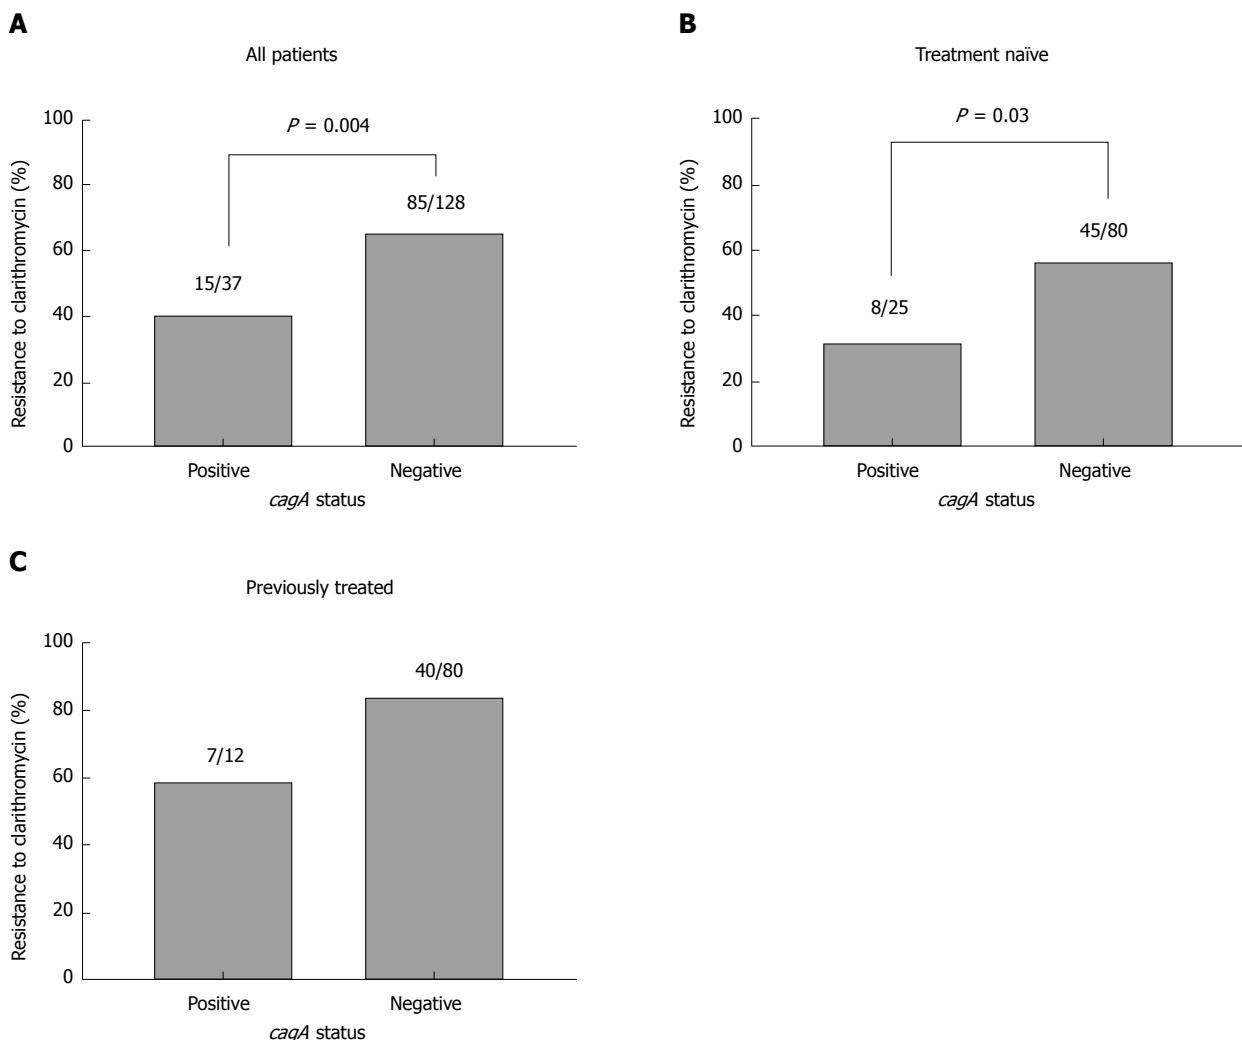 A
All patients
P = 0.004
Resistance to clarithromycin (%)
100
80
60
40
20
0
15/37
85/128
Positive
Negative
cagA status
B
Treatment naïve
P = 0.03
Resistance to clarithromycin (%)
100
80
60
40
20
0
8/25
45/80
Positive
Negative
cagA status
C
Previously treated
Resistance to clarithromycin (%)
100
80
60
40
20
0
7/12
40/80
Positive
Negative
cagA status